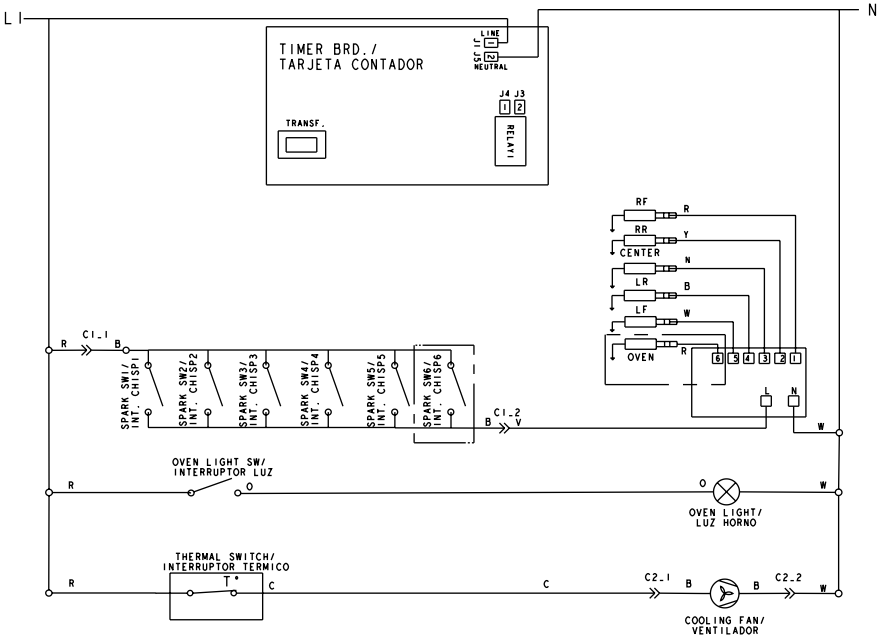 L1
N
LINE
J1
1
TIMER BRD./
TARJETA CONTADOR
J5
2
NEUTRAL
J4 J3
1 2
TRANSF.
RELAY1
RF
R
RR
Y
CENTER
N
LR
B
LF
W
OVEN
R
6 5 4 3 2 1
L N
R
C1_1
B
SPARK SW1/
INT. CHISP1
SPARK SW2/
INT. CHISP2
SPARK SW3/
INT. CHISP3
SPARK SW4/
INT. CHISP4
SPARK SW5/
INT. CHISP5
SPARK SW6/
INT. CHISP6
C1_2
B V
W
OVEN LIGHT SW/
INTERRUPTOR LUZ
R
O
O
W
OVEN LIGHT/
LUZ HORNO
THERMAL SWITCH/
INTERRUPTOR TERMICO
R
T°
C
C
C2_1
B
B
C2_2
W
COOLING FAN/
VENTILADOR